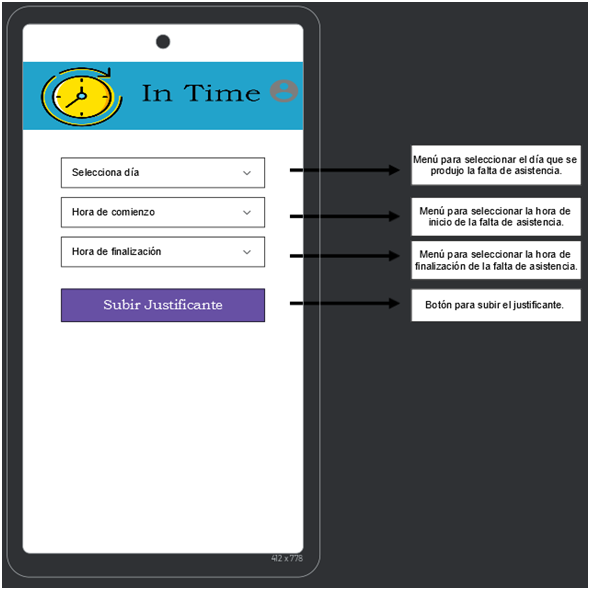 In Time
Selecciona día
Menú para seleccionar el día que se
produjo la falta de asistencia.
Hora de comienzo
Menú para seleccionar la hora de
inicio de la falta de asistencia.
Hora de finalización
Menú para seleccionar la hora de
finalización de la falta de asistencia.
Subir Justificante
Botón para subir el justificante.
412 x 778